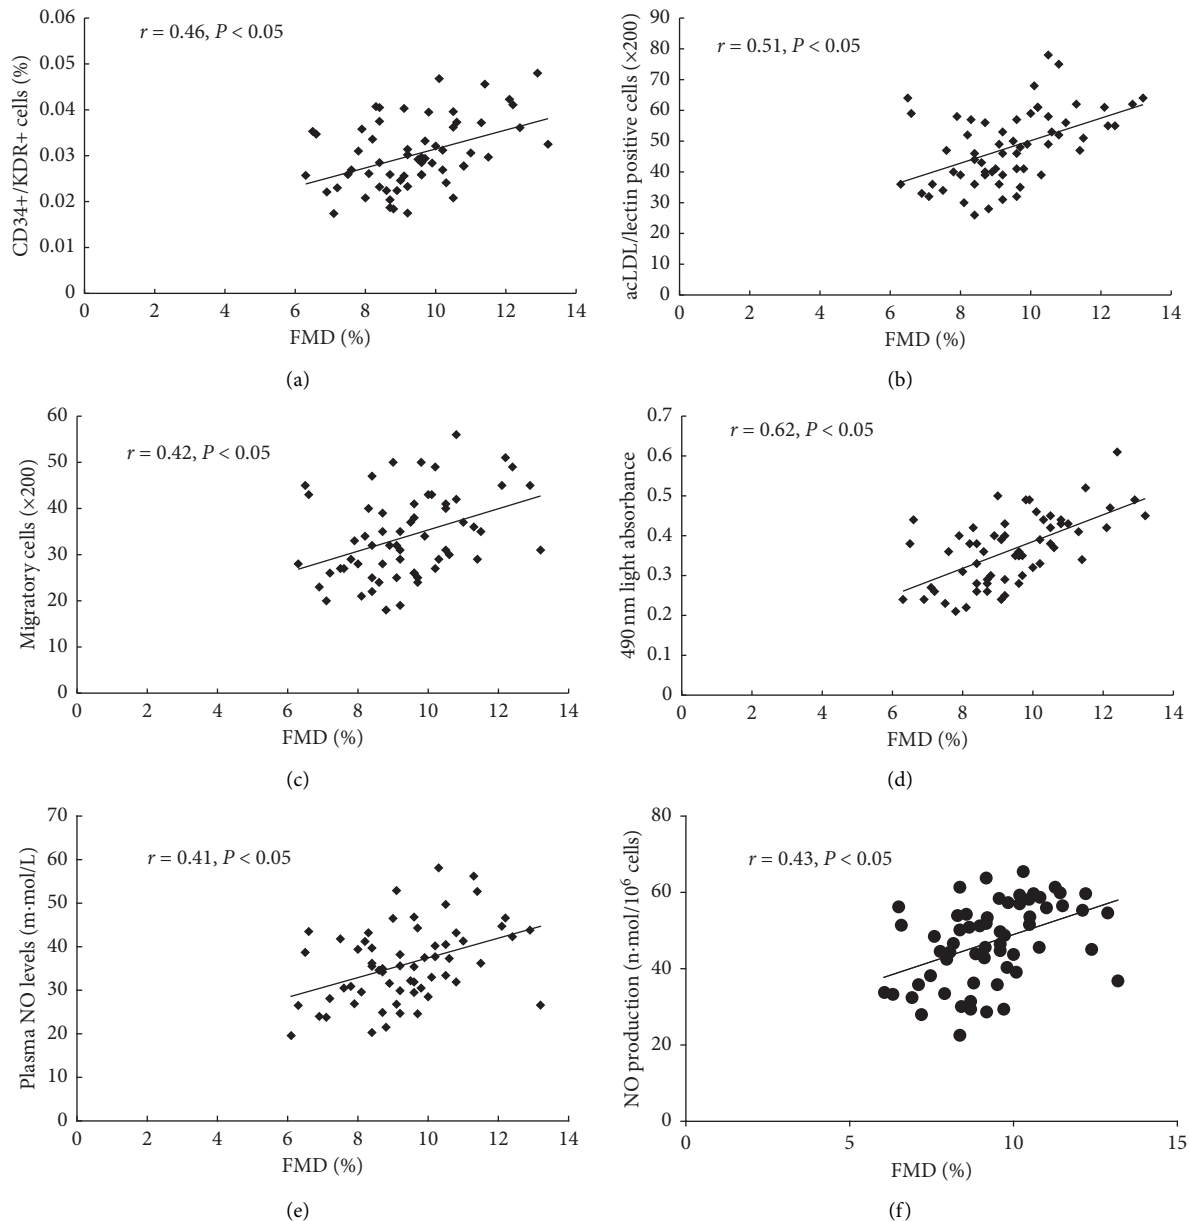 0.06
r = 0.46, P < 0.05
0.05
0.04
0.03
0.02
0.01
0
CD34+/KDR+ cells (%)
0 2 4 6 8 10 12 14
FMD (%)
(a)
90
80
r = 0.51, P < 0.05
70
60
50
40
30
20
10
0
acLDL/lectin positive cells (×200)
0 2 4 6 8 10 12 14
FMD (%)
(b)
60
r = 0.42, P < 0.05
50
40
30
20
10
0
Migratory cells (×200)
0 2 4 6 8 10 12 14
FMD (%)
(c)
0.7
r = 0.62, P < 0.05
0.6
0.5
0.4
0.3
0.2
0.1
0
490 nm light absorbance
0 2 4 6 8 10 12 14
FMD (%)
(d)
70
60
r = 0.41, P < 0.05
50
40
30
20
10
0
Plasma NO levels (m·mol/L)
0 2 4 6 8 10 12 14
FMD (%)
(e)
80
r = 0.43, P < 0.05
60
40
20
0
NO production (n·mol/10⁶ cells)
0 5 10 15
FMD (%)
(f)